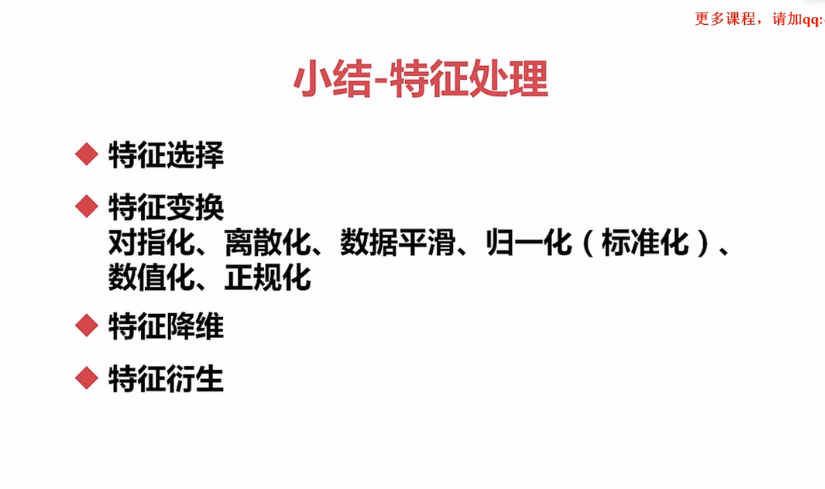 更多课程，请加qq:
小结-特征处理
特征选择
特征变换
对指化、离散化、数据平滑、归一化（标准化）、
数值化、正规化
特征降维
特征衍生